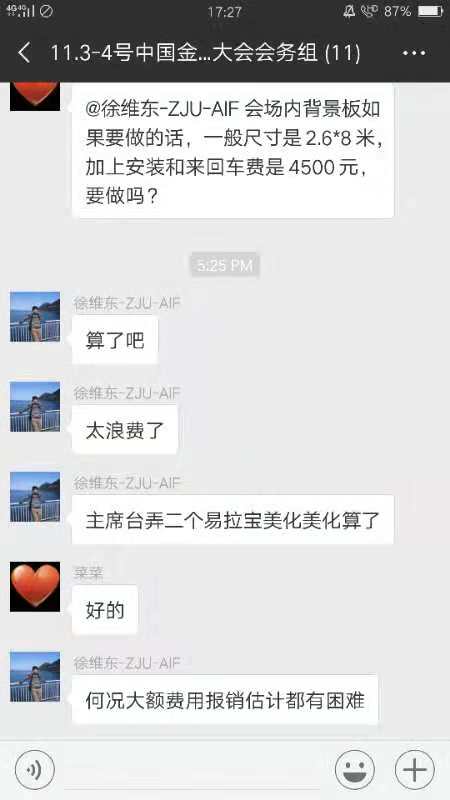 4G 4G 17:27 HD 87%
11.3-4号中国金...大会会务组 (11)
@徐维东-ZJU-AIF 会场内背景板如
果要做的话，一般尺寸是 2.6*8 米，
加上安装和来回车费是 4500 元，
要做吗？
5:25 PM
徐维东-ZJU-AIF
算了吧
徐维东-ZJU-AIF
太浪费了
徐维东-ZJU-AIF
主席台弄二个易拉宝美化美化算了
菜菜
好的
徐维东-ZJU-AIF
何况大额费用报销估计都有困难